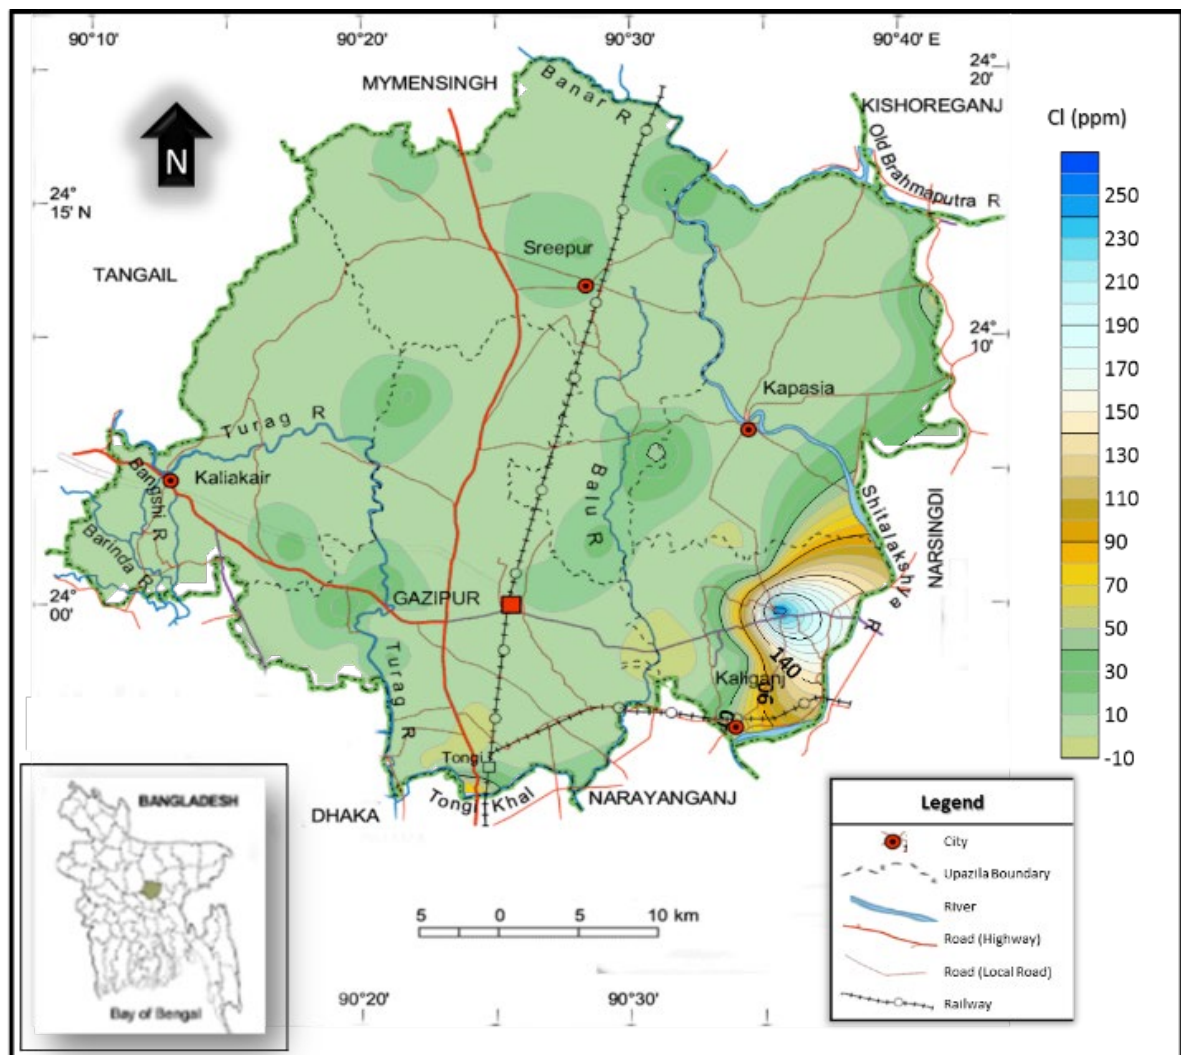 90°10'
90°20'
90°30'
90°40' E
24°
20'
MYMENSINGH
Banar R
KISHOREGANJ
Old Brahmaputra R
Cl (ppm)
N
24°
15' N
Sreepur
TANGAIL
24°
10'
Kapasia
Turag R
Kaliakair
Bangshi R
Barinda R
Balu R
Shitalakshya R
NARSINGDI
24°
00'
GAZIPUR
Turag R
140
90
Kaliganj
Tongi
Tongi Khal
DHAKA
NARAYANGANJ
250
230
210
190
170
150
130
110
90
70
50
30
10
-10
BANGLADESH
Bay of Bengal
5 0 5 10 km
90°20'
90°30'
Legend
City
Upazila Boundary
River
Road (Highway)
Road (Local Road)
Railway